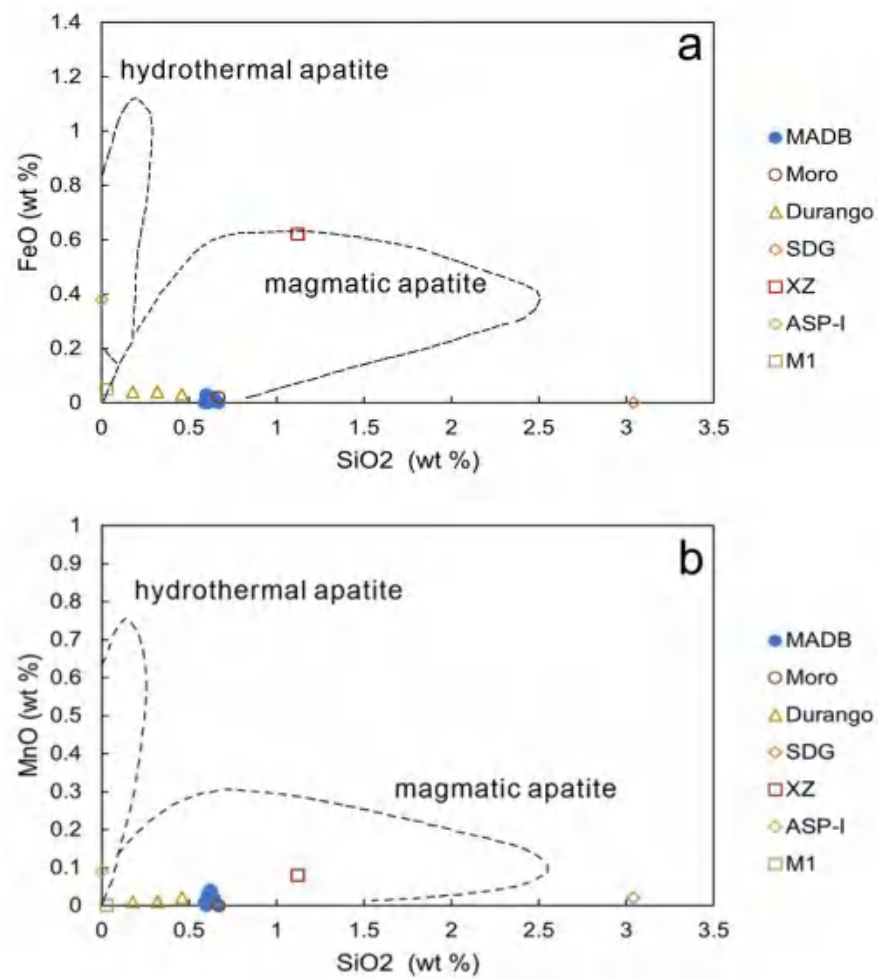 a
1.4
1.2
1
0.8
0.6
0.4
0.2
0
FeO (wt %)
hydrothermal apatite
magmatic apatite
0 0.5 1 1.5 2 2.5 3 3.5
SiO2 (wt %)
MADB
Moro
Durango
SDG
XZ
ASP-I
M1
b
1
0.9
0.8
0.7
0.6
0.5
0.4
0.3
0.2
0.1
0
MnO (wt %)
hydrothermal apatite
magmatic apatite
0 0.5 1 1.5 2 2.5 3 3.5
SiO2 (wt %)
MADB
Moro
Durango
SDG
XZ
ASP-I
M1